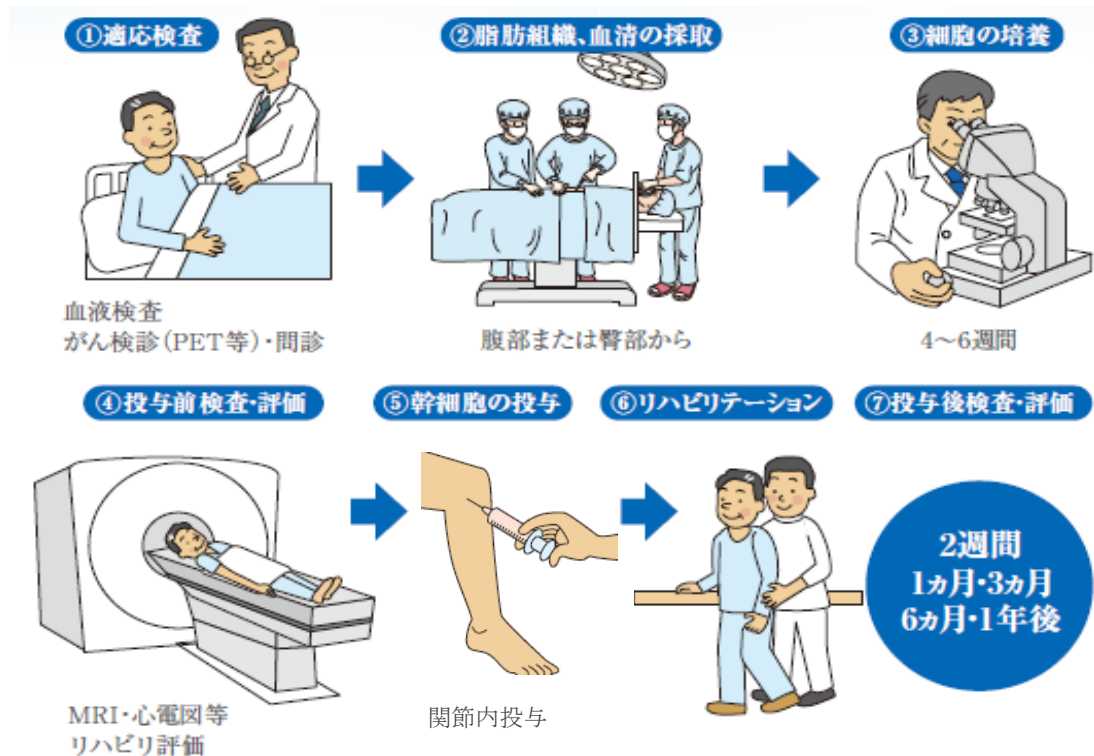 ①適応検査
②脂肪組織、血清の採取
③細胞の培養
血液検査
がん検診(PET等)・問診
腹部または臀部から
4〜6週間
④投与前検査・評価
⑤幹細胞の投与
⑥リハビリテーション
⑦投与後検査・評価
2週間
1ヵ月・3ヵ月
6ヵ月・1年後
MRI・心電図等
リハビリ評価
関節内投与